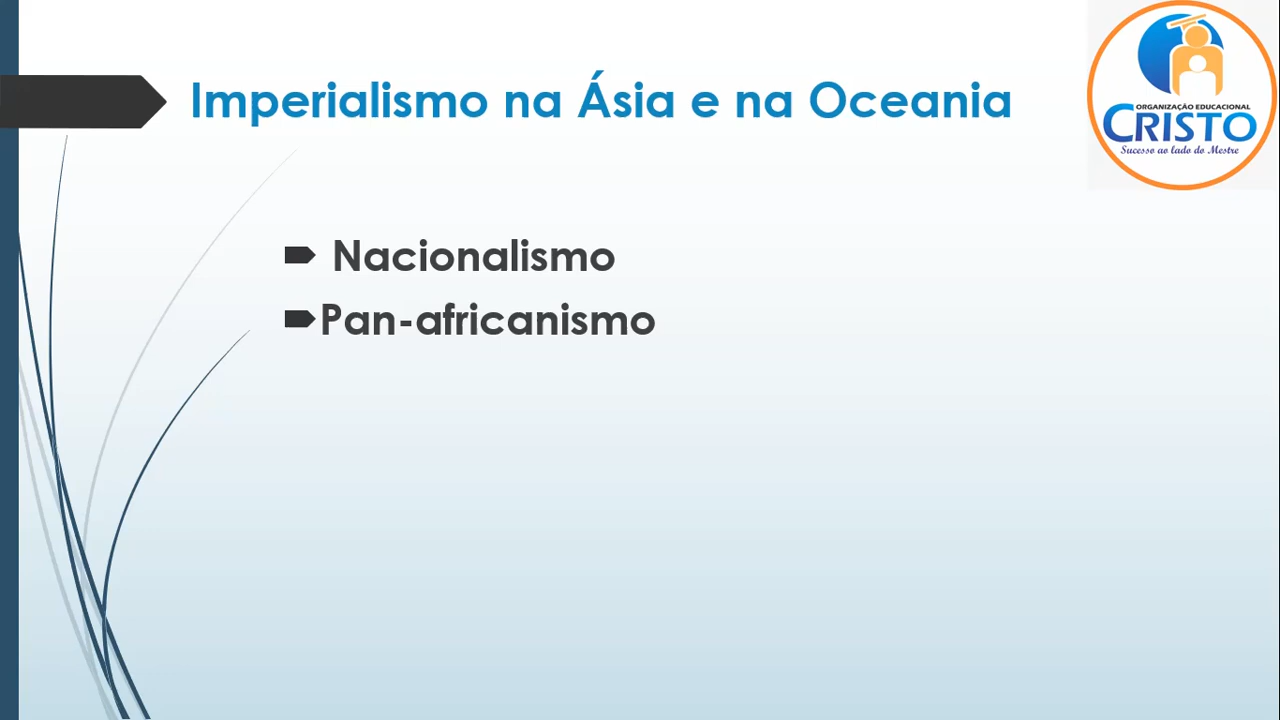 Imperialismo na Ásia e na Oceania
ORGANIZAÇÃO EDUCACIONAL
CRISTO
Sucesso ao lado do Mestre
Nacionalismo
Pan-africanismo